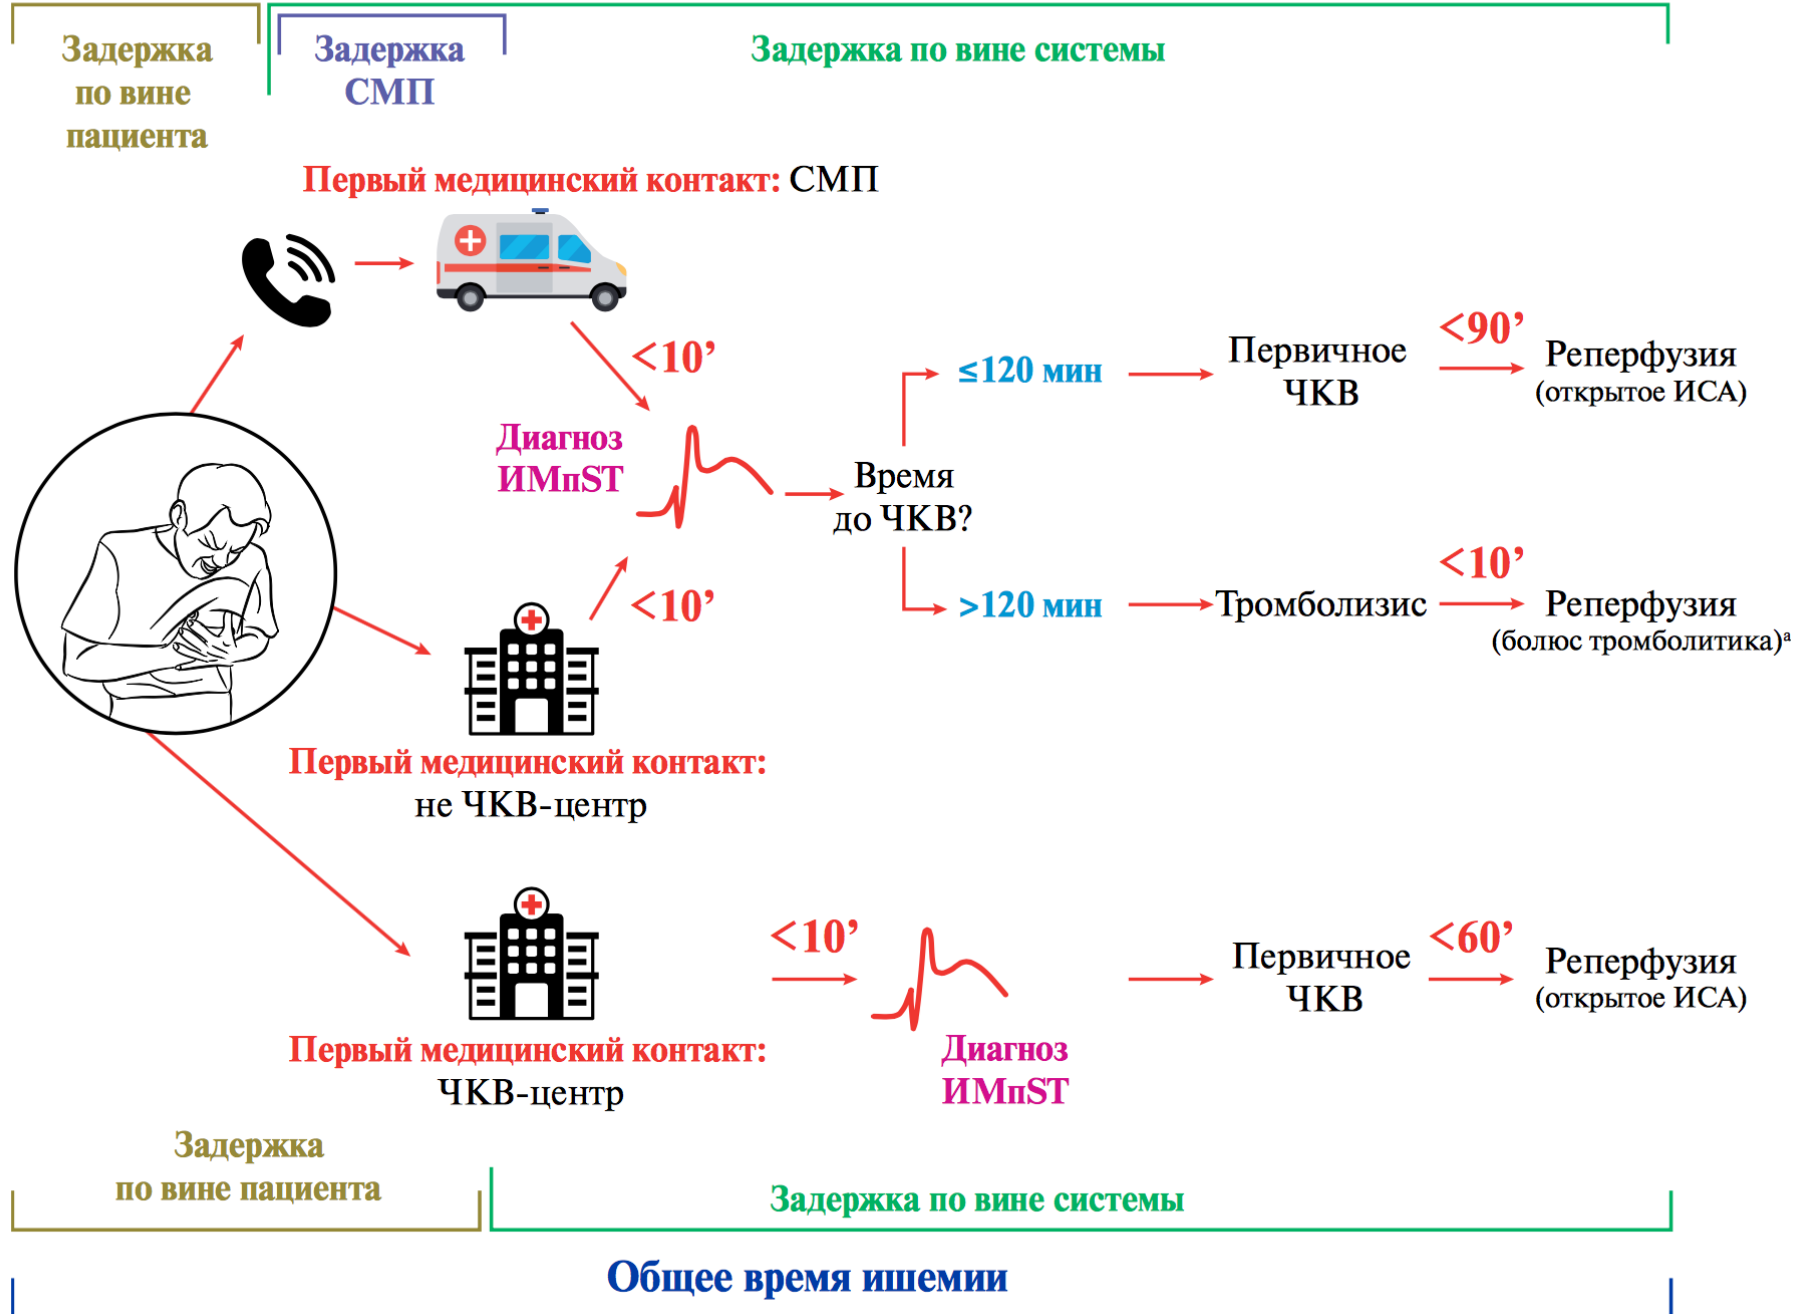 Задержка
по вине
пациента
Задержка
СМП
Задержка по вине системы
Первый медицинский контакт: СМП
<10’
Диагноз
ИМпST
<10’
Время
до ЧКВ?
≤120 мин
Первичное
ЧКВ
<90’
Реперфузия
(открытое ИСА)
>120 мин
Тромболизис
<10’
Реперфузия
(болюс тромболитика)ᵃ
Первый медицинский контакт:
не ЧКВ-центр
<10’
Первый медицинский контакт:
ЧКВ-центр
Диагноз
ИМпST
Первичное
ЧКВ
<60’
Реперфузия
(открытое ИСА)
Задержка
по вине пациента
Задержка по вине системы
Общее время ишемии